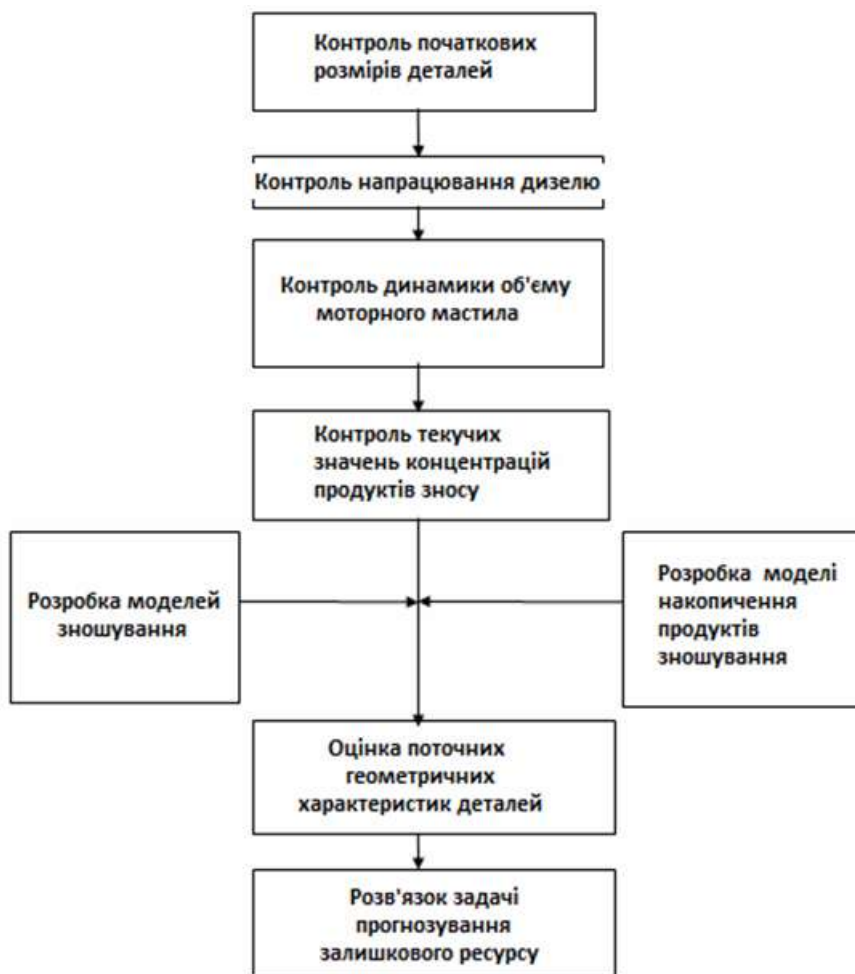 Контроль початкових
розмірів деталей
Контроль напрацювання дизелю
Контроль динамики об'єму
моторного мастила
Контроль текучих
значень концентрацій
продуктів зносу
Розробка моделей
зношування
Розробка моделі
накопичення
продуктів
зношування
Оцінка поточних
геометричних
характеристик деталей
Розв'язок задачі
прогнозування
залишкового ресурсу